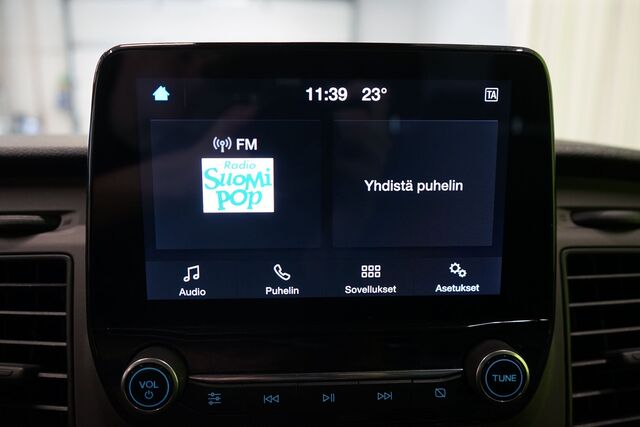 11:39 23°
TA
FM
Radio
SuoMi
POP
Yhdistä puhelin
Audio
Puhelin
Sovellukset
Asetukset
VOL
TUNE